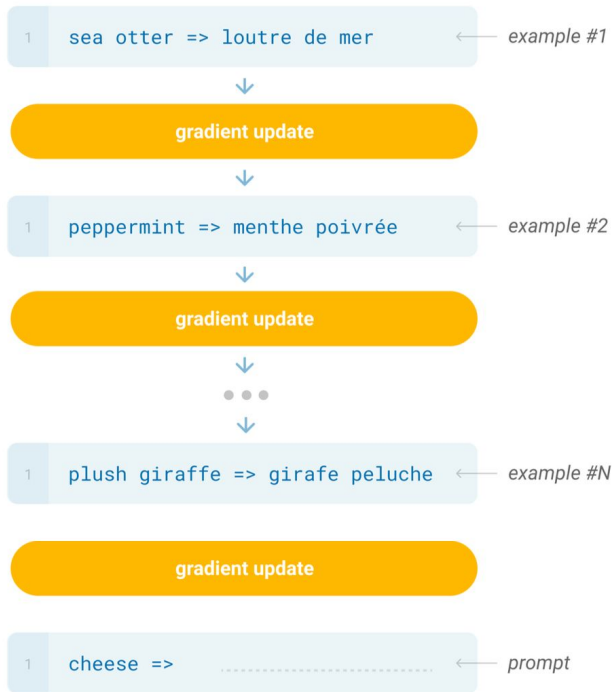 1 sea otter => loutre de mer example #1
gradient update
1 peppermint => menthe poivrée example #2
gradient update
1 plush giraffe => girafe peluche example #N
gradient update
1 cheese => prompt